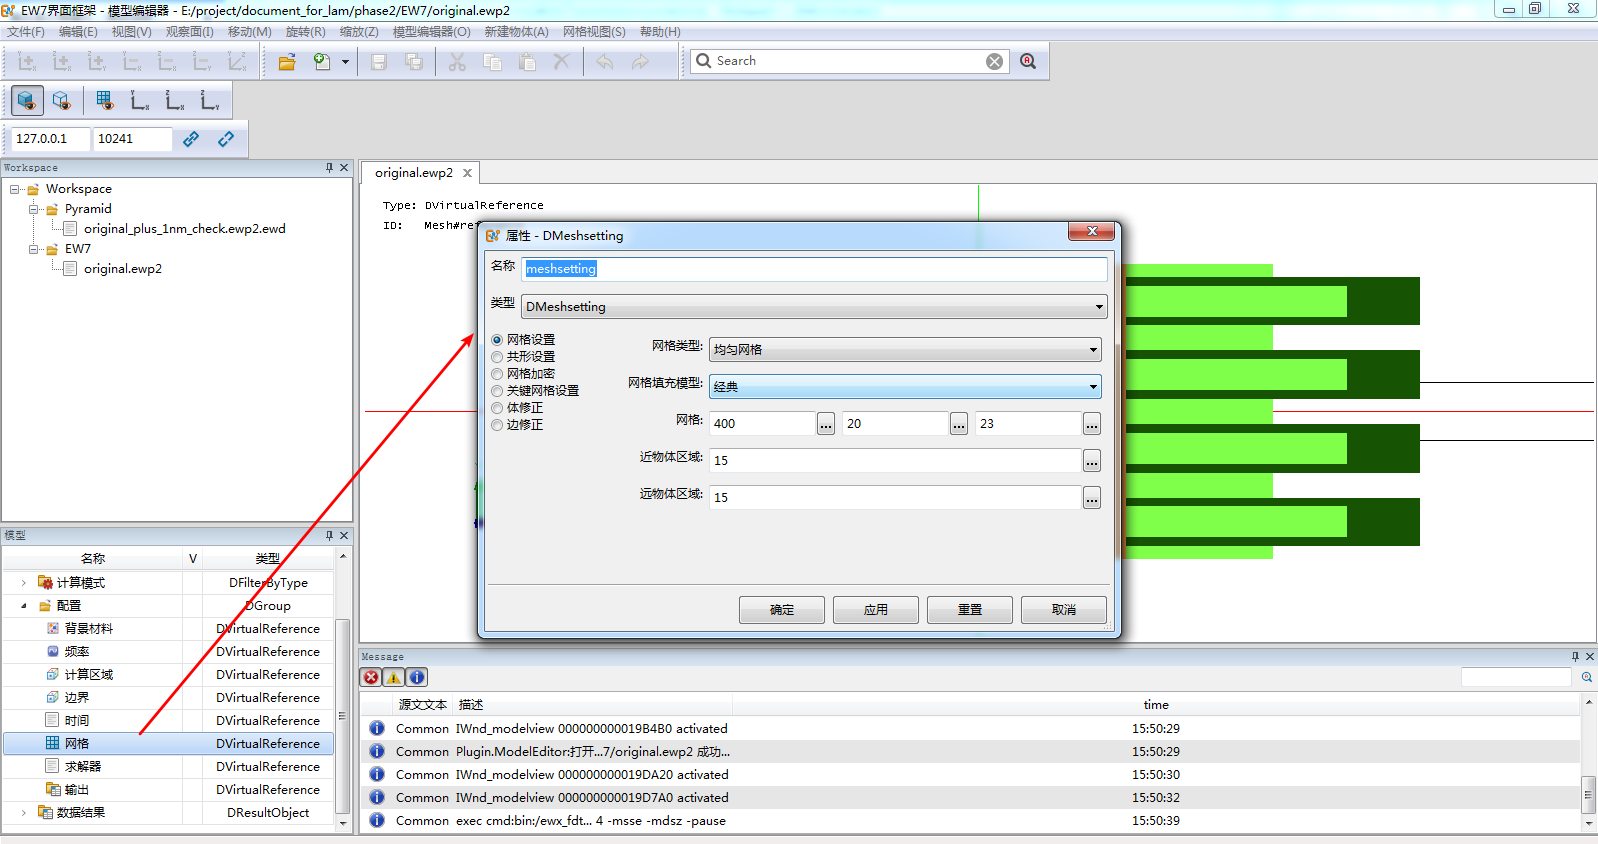 EW7界面框架 - 模型编辑器 - E:/project/document_for_lam/phase2/EW7/original.ewp2
文件(F) 编辑(E) 视图(V) 观察面(I) 移动(M) 旋转(R) 缩放(Z) 模型编辑器(O) 新建物体(A) 网格视图(S) 帮助(H)
Search
127.0.0.1 10241
Workspace
Workspace
Pyramid
original_plus_1nm_check.ewp2.ewd
EW7
original.ewp2
original.ewp2
Type: DVirtualReference
ID: Mesh#re
属性 - DMeshsetting
名称 meshsetting
类型 DMeshsetting
网格设置
共形设置
网格加密
关键网格设置
体修正
边修正
网格类型: 均匀网格
网格填充模型: 经典
网格: 400 ... 20 ... 23 ...
近物体区域: 15 ...
远物体区域: 15 ...
确定 应用 重置 取消
模型
名称 V 类型
计算模式 DFilterByType
配置 DGroup
背景材料 DVirtualReference
频率 DVirtualReference
计算区域 DVirtualReference
边界 DVirtualReference
时间 DVirtualReference
网格 DVirtualReference
求解器 DVirtualReference
输出 DVirtualReference
数据结果 DResultObject
Message
源文文本 描述 time
Common IWnd_modelview 000000000019B4B0 activated 15:50:29
Common Plugin.ModelEditor:打开...7/original.ewp2 成功... 15:50:29
Common IWnd_modelview 000000000019DA20 activated 15:50:30
Common IWnd_modelview 000000000019D7A0 activated 15:50:32
Common exec cmd:bin:/ewx_fdt... 4 -msse -mdsz -pause 15:50:39